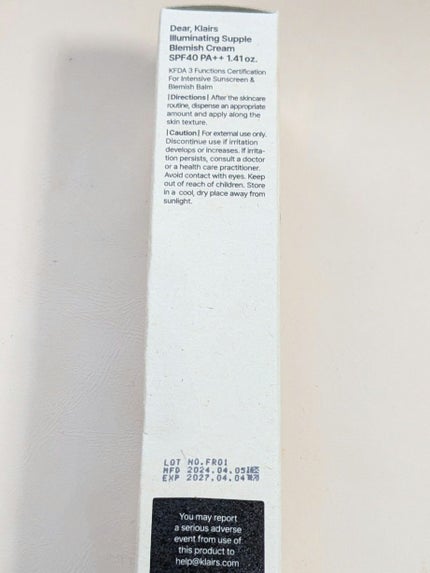 Dear, Klairs
Illuminating Supple
Blemish Cream
SPF40 PA++ 1.41 oz.
KFDA 3 Functions Certification
For Intensive Sunscreen &
Blemish Balm
|Directions| After the skincare
routine, dispense an appropriate
amount and apply along the
skin texture.
|Caution| For external use only.
Discontinue use if irritation
develops or increases. If irrita-
tion persists, consult a doctor
or a health care practitioner.
Avoid contact with eyes. Keep
out of reach of children. Store
in a cool, dry place away from
sunlight.
LOT NO.FR01
MFD 2024.04.05
EXP 2027.04.04
You may report
a serious adverse
event from use of
this product to
help@klairs.com